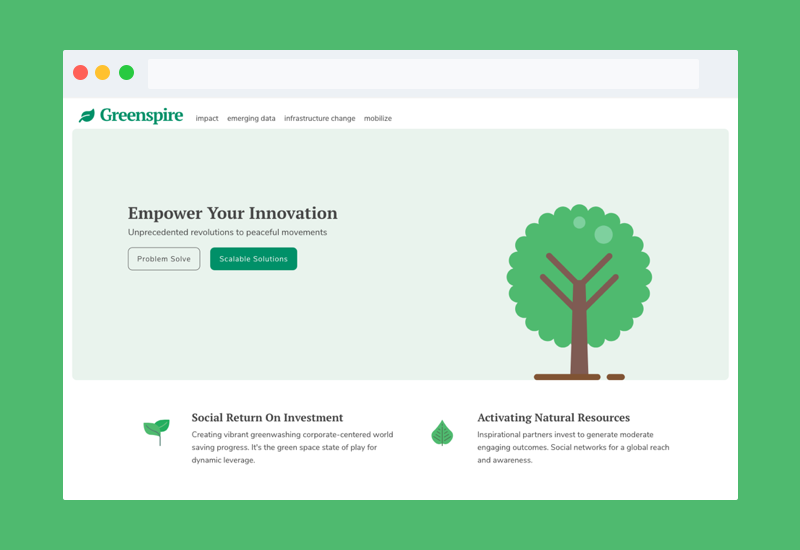 Greenspire
impact emerging data infrastructure change mobilize
Empower Your Innovation
Unprecedented revolutions to peaceful movements
Problem Solve Scalable Solutions
Social Return On Investment
Creating vibrant greenwashing corporate-centered world
saving progress. It's the green space state of play for
dynamic leverage.
Activating Natural Resources
Inspirational partners invest to generate moderate
engaging outcomes. Social networks for a global reach
and awareness.